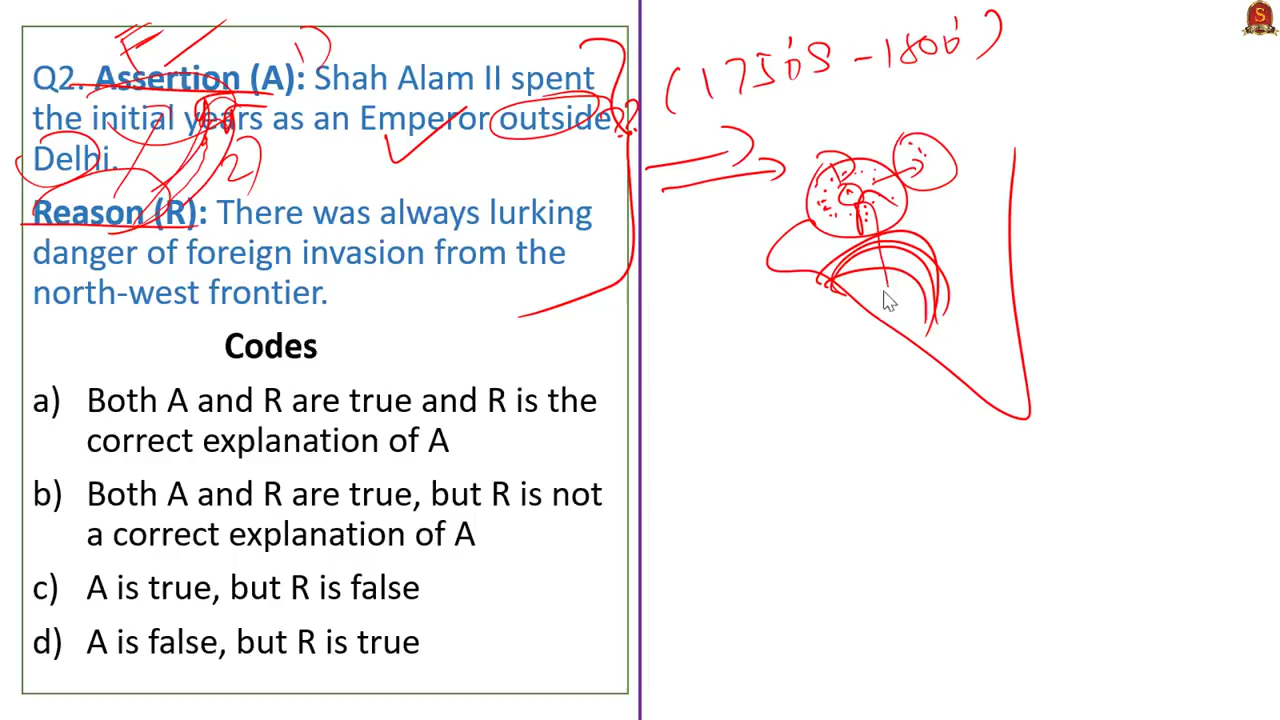 Q2. Assertion (A): Shah Alam II spent
the initial years as an Emperor outside
Delhi.
Reason (R): There was always lurking
danger of foreign invasion from the
north-west frontier.
Codes
a) Both A and R are true and R is the
correct explanation of A
b) Both A and R are true, but R is not
a correct explanation of A
c) A is true, but R is false
d) A is false, but R is true
1)
2)
??
(1750's - 1800')
S